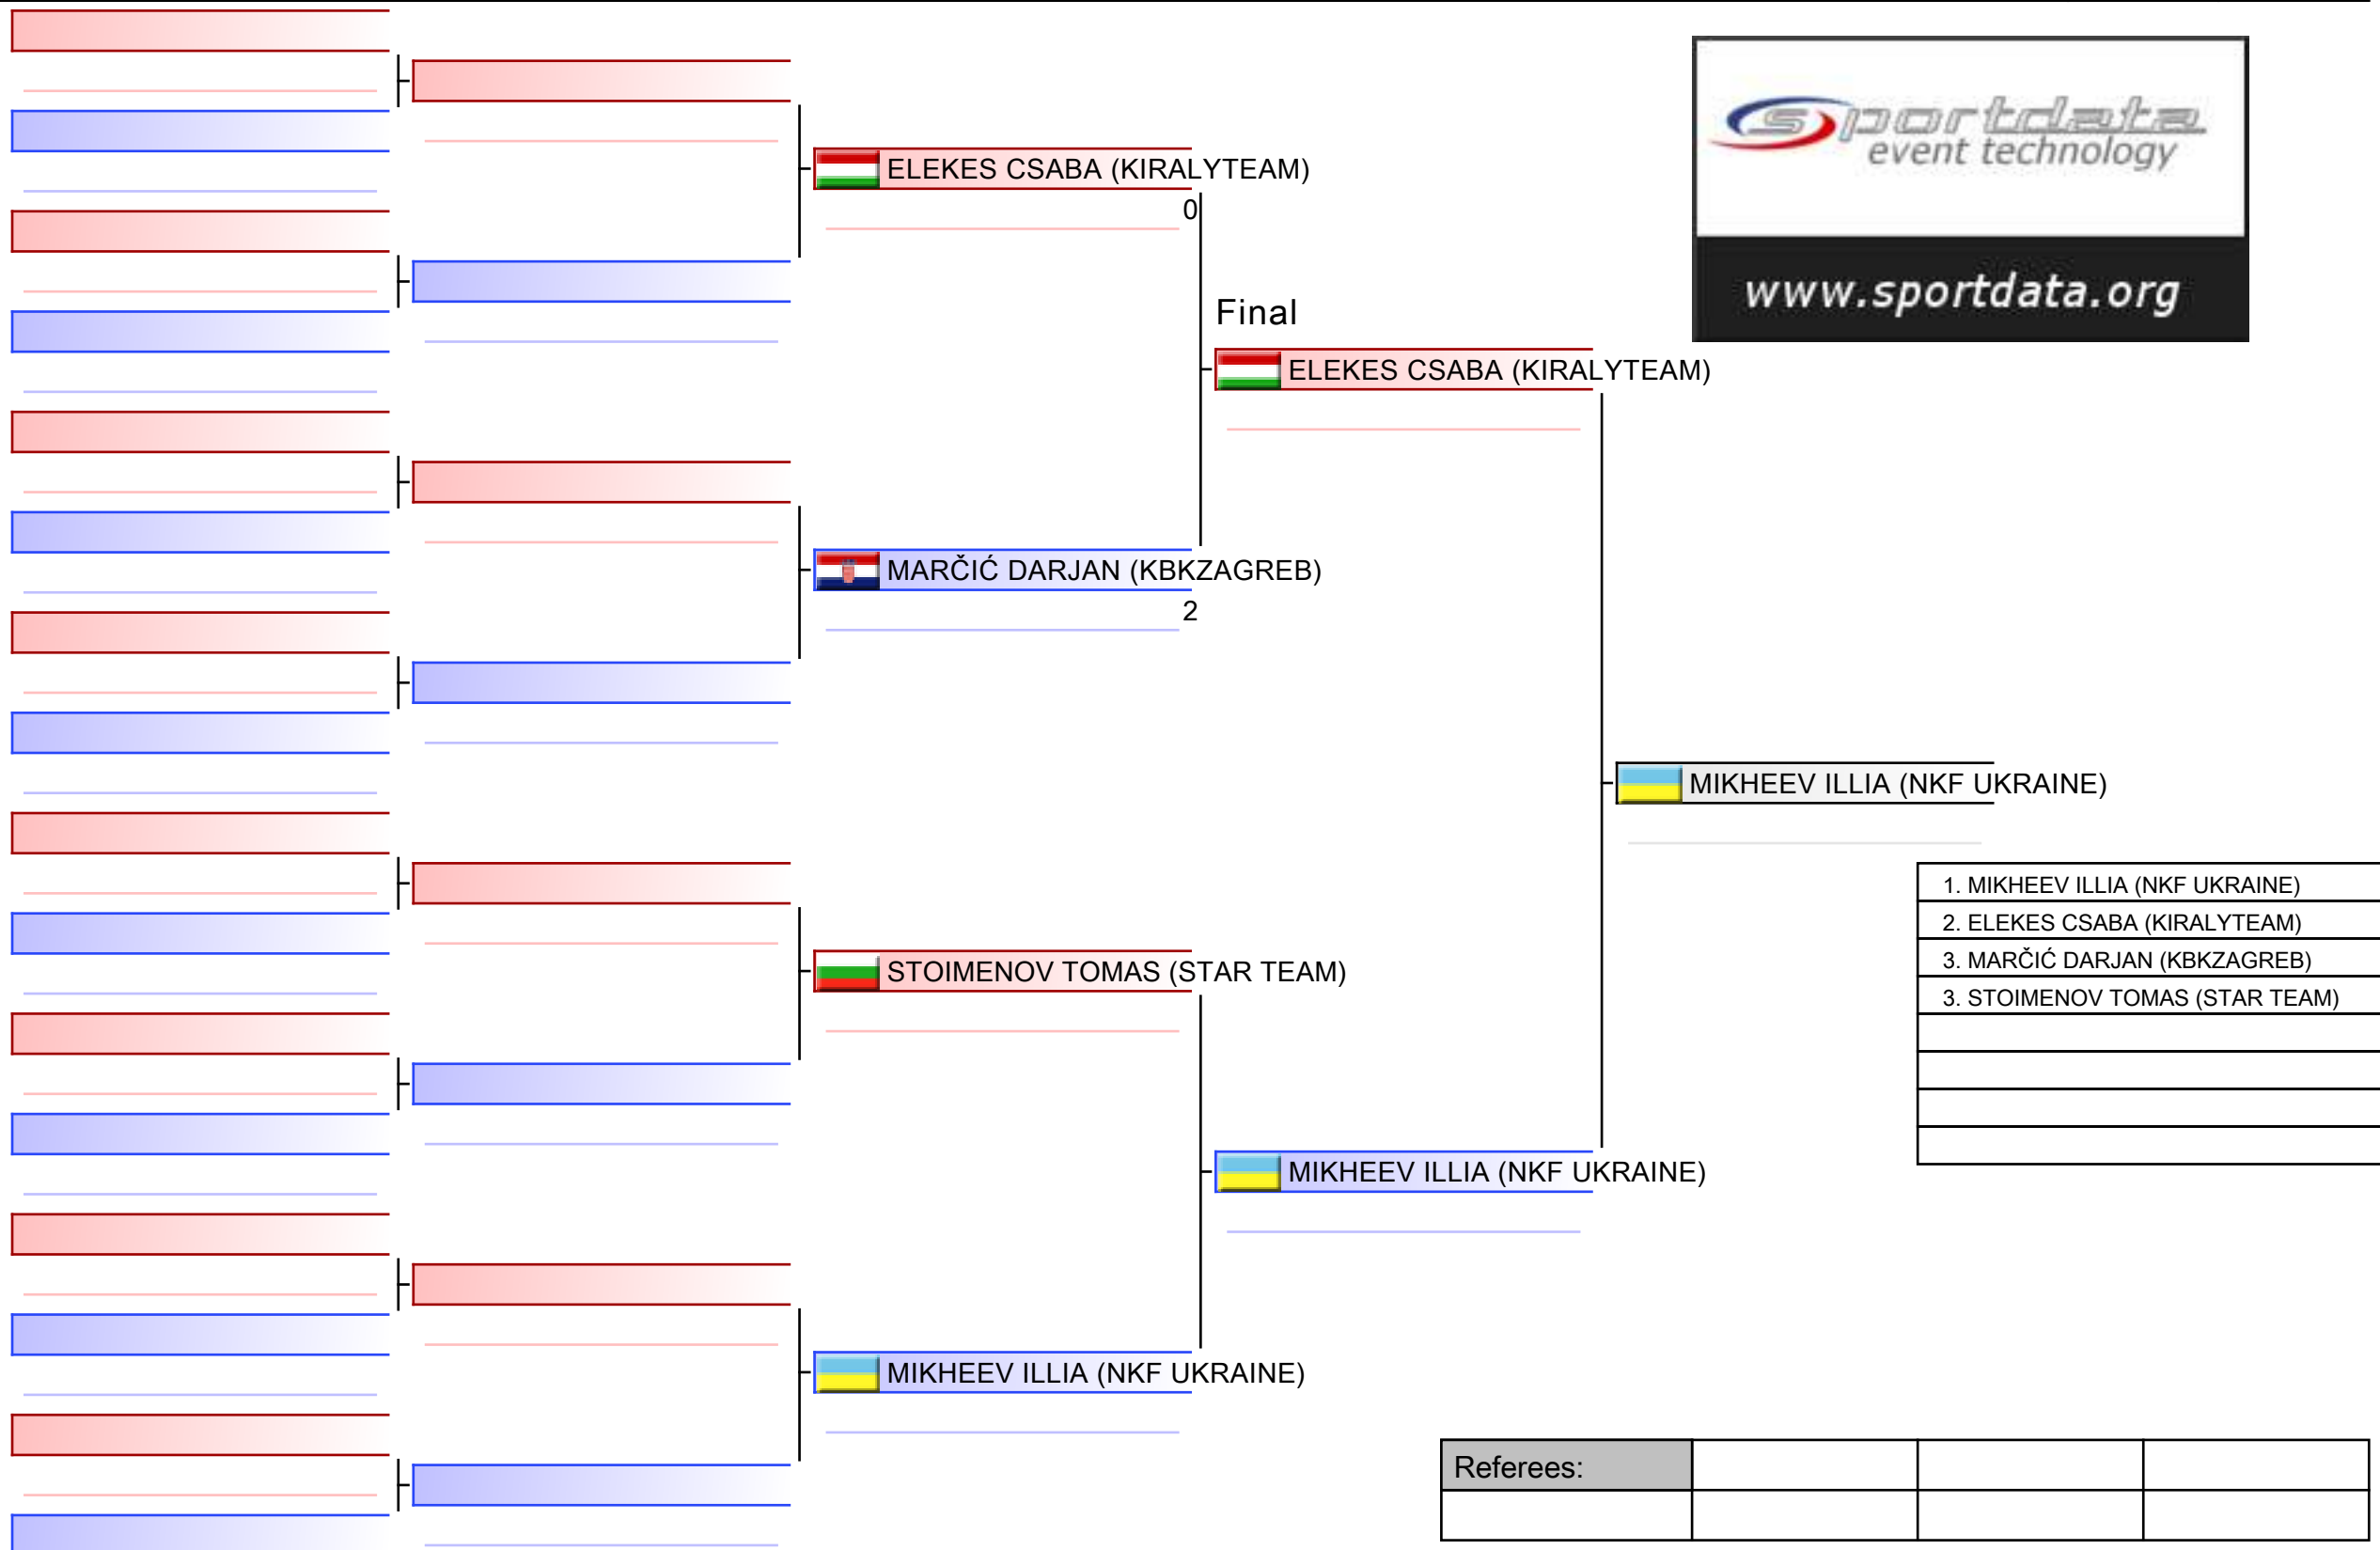 sportdata
event technology
www.sportdata.org
ELEKES CSABA (KIRALYTEAM)
0
Final
ELEKES CSABA (KIRALYTEAM)
MARČIĆ DARJAN (KBKZAGREB)
2
MIKHEEV ILLIA (NKF UKRAINE)
1. MIKHEEV ILLIA (NKF UKRAINE)
2. ELEKES CSABA (KIRALYTEAM)
3. MARČIĆ DARJAN (KBKZAGREB)
3. STOIMENOV TOMAS (STAR TEAM)
STOIMENOV TOMAS (STAR TEAM)
MIKHEEV ILLIA (NKF UKRAINE)
MIKHEEV ILLIA (NKF UKRAINE)
Referees: